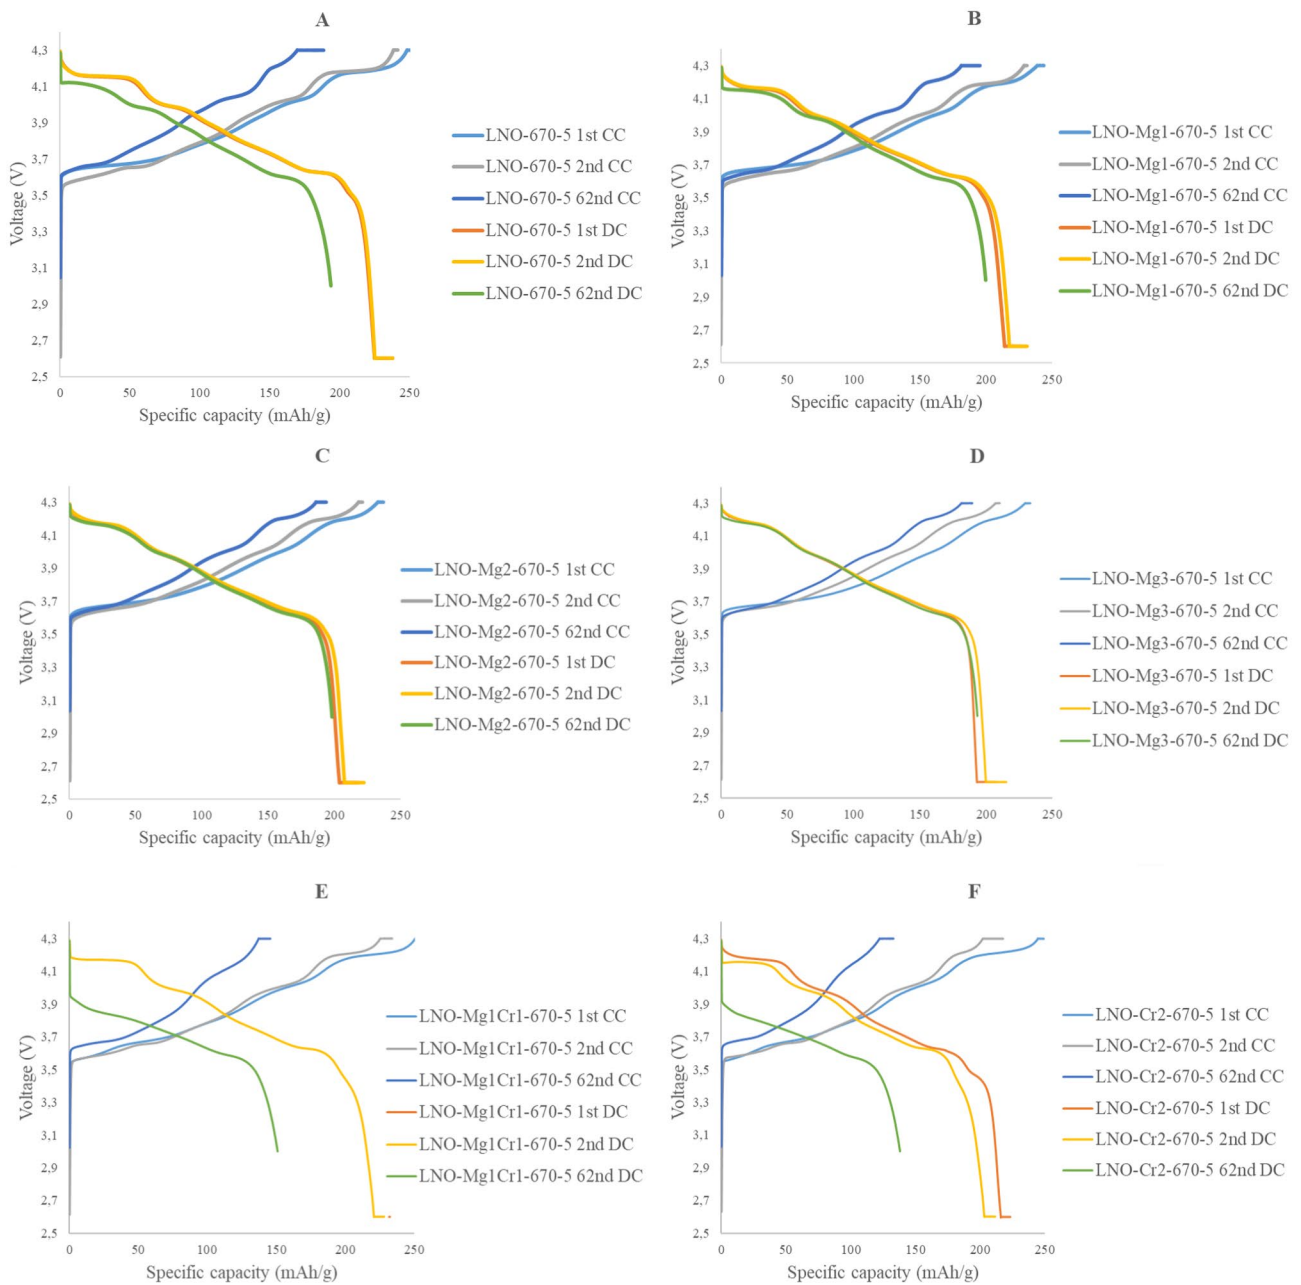 A
Voltage (V)
4,3
4,1
3,9
3,7
3,5
3,3
3,1
2,9
2,7
2,5
0 50 100 150 200 250
Specific capacity (mAh/g)
LNO-670-5 1st CC
LNO-670-5 2nd CC
LNO-670-5 62nd CC
LNO-670-5 1st DC
LNO-670-5 2nd DC
LNO-670-5 62nd DC
B
Voltage (V)
4,3
4,1
3,9
3,7
3,5
3,3
3,1
2,9
2,7
2,5
0 50 100 150 200 250
Specific capacity (mAh/g)
LNO-Mg1-670-5 1st CC
LNO-Mg1-670-5 2nd CC
LNO-Mg1-670-5 62nd CC
LNO-Mg1-670-5 1st DC
LNO-Mg1-670-5 2nd DC
LNO-Mg1-670-5 62nd DC
C
Voltage (V)
4,3
4,1
3,9
3,7
3,5
3,3
3,1
2,9
2,7
2,5
0 50 100 150 200 250
Specific capacity (mAh/g)
LNO-Mg2-670-5 1st CC
LNO-Mg2-670-5 2nd CC
LNO-Mg2-670-5 62nd CC
LNO-Mg2-670-5 1st DC
LNO-Mg2-670-5 2nd DC
LNO-Mg2-670-5 62nd DC
D
Voltage (V)
4,3
4,1
3,9
3,7
3,5
3,3
3,1
2,9
2,7
2,5
0 50 100 150 200 250
Specific capacity (mAh/g)
LNO-Mg3-670-5 1st CC
LNO-Mg3-670-5 2nd CC
LNO-Mg3-670-5 62nd CC
LNO-Mg3-670-5 1st DC
LNO-Mg3-670-5 2nd DC
LNO-Mg3-670-5 62nd DC
E
Voltage (V)
4,3
4,1
3,9
3,7
3,5
3,3
3,1
2,9
2,7
2,5
0 50 100 150 200 250
Specific capacity (mAh/g)
LNO-Mg1Cr1-670-5 1st CC
LNO-Mg1Cr1-670-5 2nd CC
LNO-Mg1Cr1-670-5 62nd CC
LNO-Mg1Cr1-670-5 1st DC
LNO-Mg1Cr1-670-5 2nd DC
LNO-Mg1Cr1-670-5 62nd DC
F
Voltage (V)
4,3
4,1
3,9
3,7
3,5
3,3
3,1
2,9
2,7
2,5
0 50 100 150 200 250
Specific capacity (mAh/g)
LNO-Cr2-670-5 1st CC
LNO-Cr2-670-5 2nd CC
LNO-Cr2-670-5 62nd CC
LNO-Cr2-670-5 1st DC
LNO-Cr2-670-5 2nd DC
LNO-Cr2-670-5 62nd DC